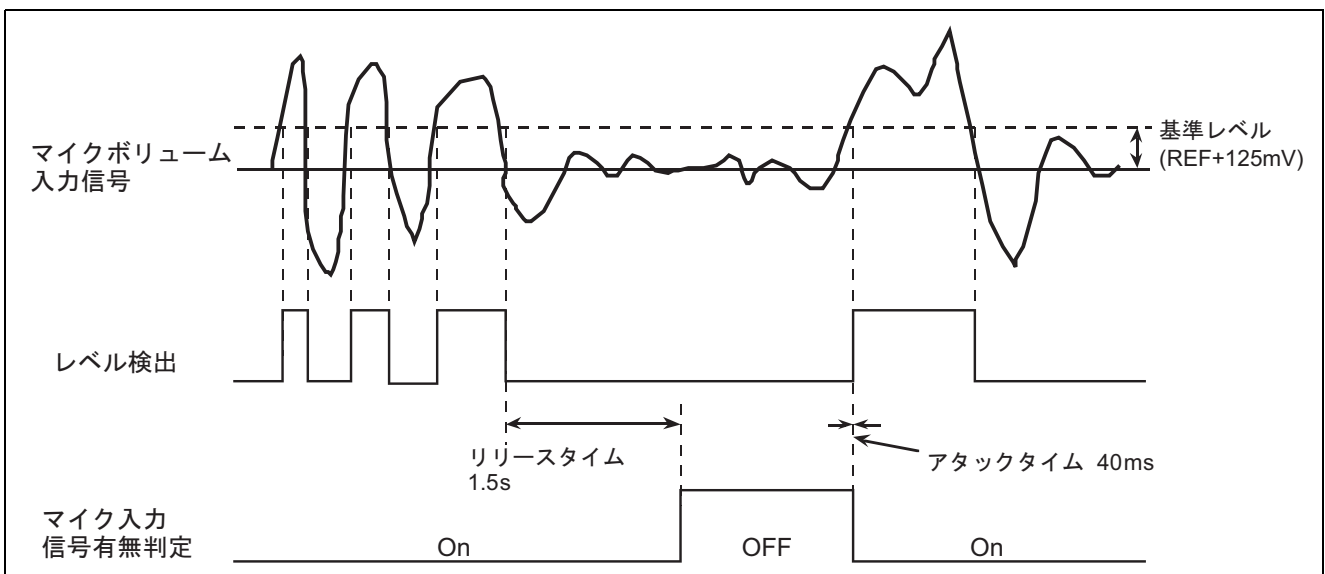 マイクボリューム
入力信号
基準レベル
(REF+125mV)
レベル検出
リリースタイム
1.5s
アタックタイム 40ms
マイク入力
信号有無判定
On
OFF
On